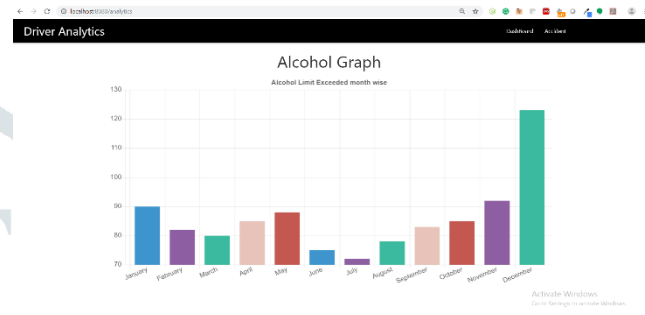 localhost:8080/analytics
Driver Analytics
Dashboard Accident
Alcohol Graph
Alcohol Limit Exceeded month wise
130
120
110
100
90
80
70
January February March April May June July August September October November December
Activate Windows
Go to Settings to activate Windows.